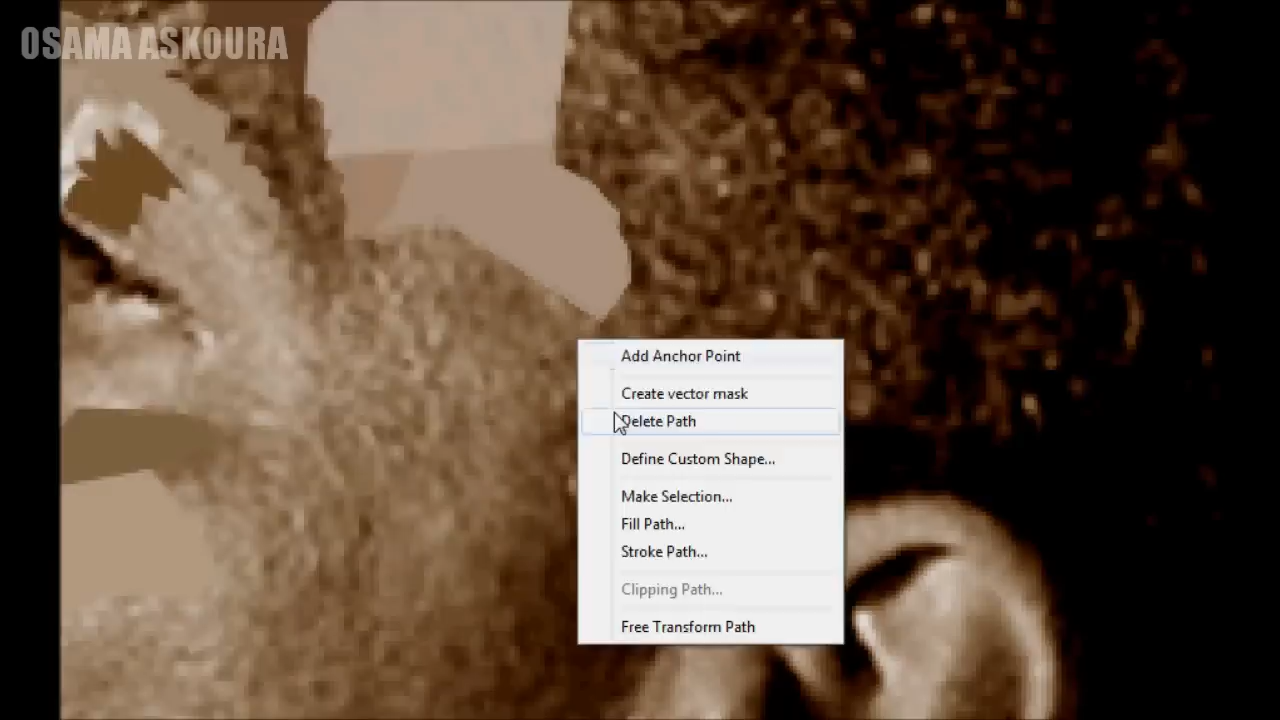 OSAMA ASKOURA
Add Anchor Point
Create vector mask
Delete Path
Define Custom Shape...
Make Selection...
Fill Path...
Stroke Path...
Clipping Path...
Free Transform Path